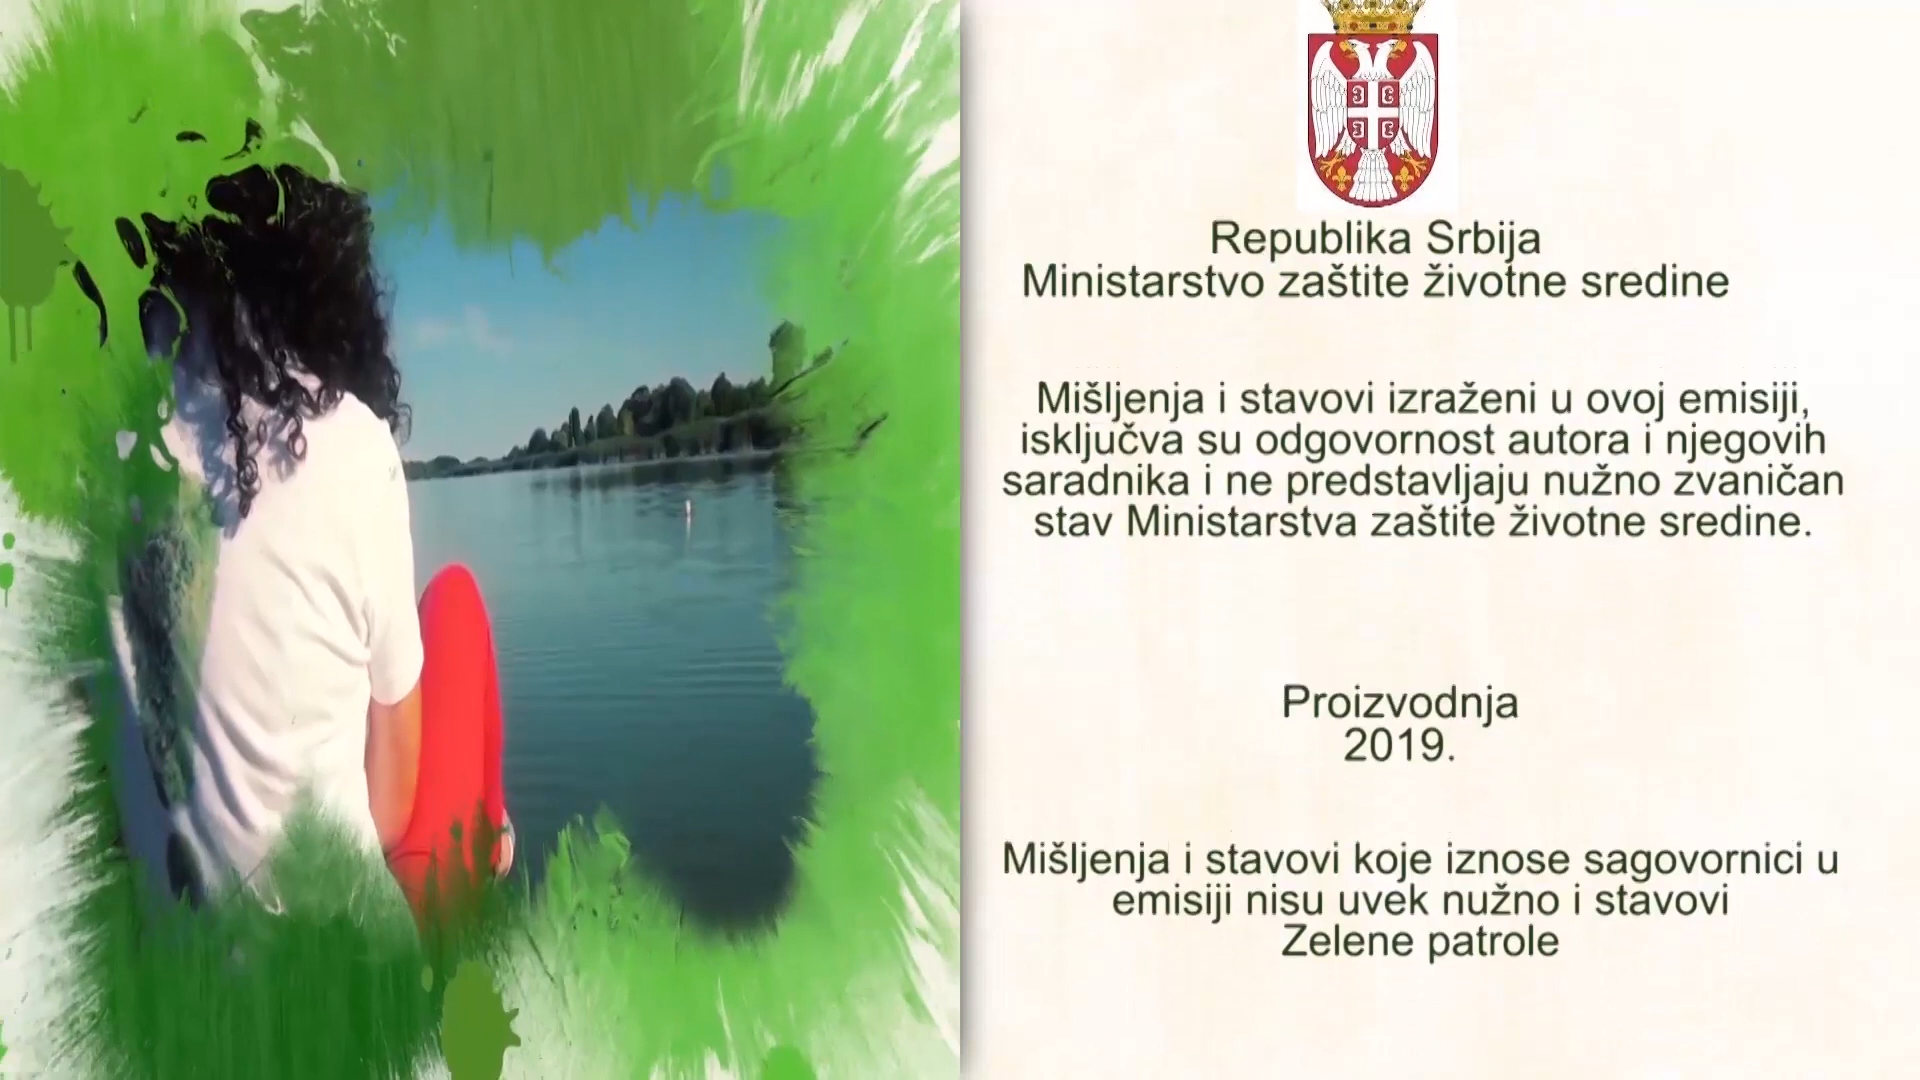 Republika Srbija
Ministarstvo zaštite životne sredine
Mišljenja i stavovi izraženi u ovoj emisiji,
isključva su odgovornost autora i njegovih
saradnika i ne predstavljaju nužno zvaničan
stav Ministarstva zaštite životne sredine.
Proizvodnja
2019.
Mišljenja i stavovi koje iznose sagovornici u
emisiji nisu uvek nužno i stavovi
Zelene patrole